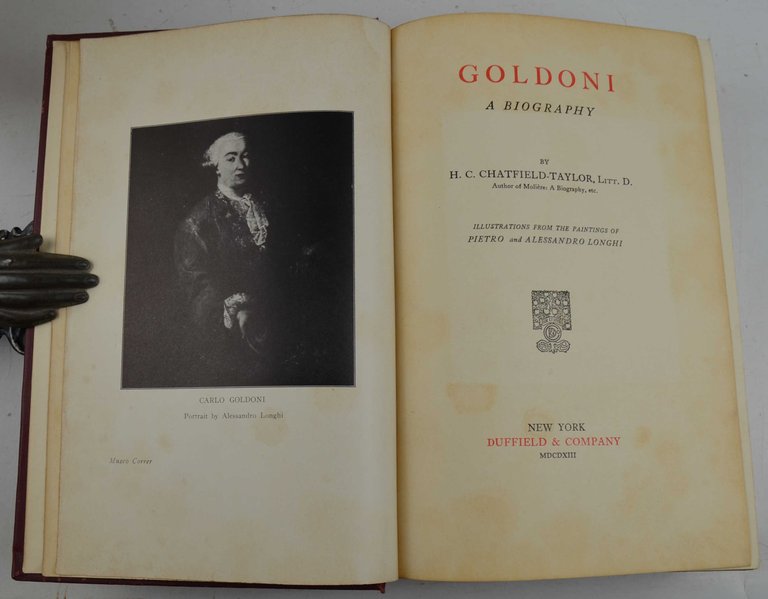 CARLO GOLDONI
Portrait by Alessandro Longhi
Museo Correr
GOLDONI
A BIOGRAPHY
BY
H. C. CHATFIELD-TAYLOR, LITT. D.
Author of Molière: A Biography, etc.
ILLUSTRATIONS FROM THE PAINTINGS OF
PIETRO and ALESSANDRO LONGHI
NEW YORK
DUFFIELD & COMPANY
MDCDXIII